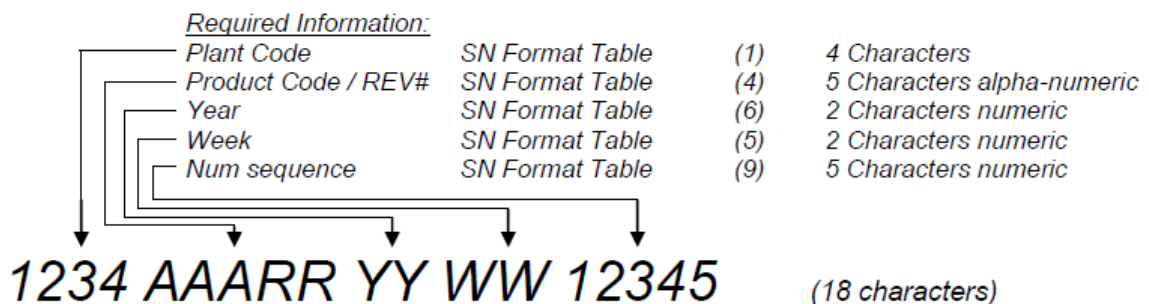 Required Information:
Plant Code SN Format Table (1) 4 Characters
Product Code / REV# SN Format Table (4) 5 Characters alpha-numeric
Year SN Format Table (6) 2 Characters numeric
Week SN Format Table (5) 2 Characters numeric
Num sequence SN Format Table (9) 5 Characters numeric
1234 AAARR YY WW 12345 (18 characters)